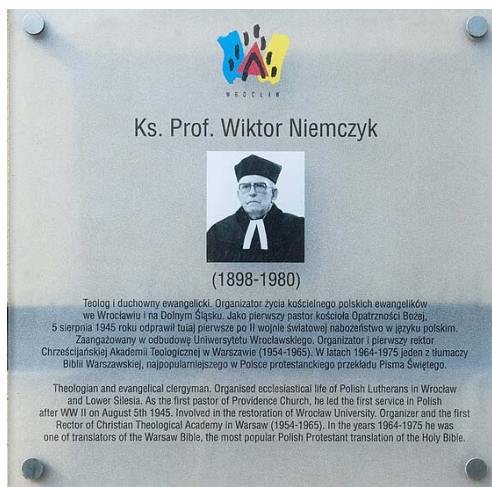 WROCŁAW
Ks. Prof. Wiktor Niemczyk
(1898-1980)
Teolog i duchowny ewangelicki. Organizator życia kościelnego polskich ewangelików
we Wrocławiu i na Dolnym Śląsku. Jako pierwszy pastor kościoła Opatrzności Bożej,
5 sierpnia 1945 roku odprawił tutaj pierwsze po II wojnie światowej nabożeństwo w języku polskim.
Zaangażowany w odbudowę Uniwersytetu Wrocławskiego. Organizator i pierwszy rektor
Chrześcijańskiej Akademii Teologicznej w Warszawie (1954-1965). W latach 1964-1975 jeden z tłumaczy
Biblii Warszawskiej, najpopularniejszego w Polsce protestanckiego przekładu Pisma Świętego.
Theologian and evangelical clergyman. Organised ecclesiastical life of Polish Lutherans in Wrocław
and Lower Silesia. As the first pastor of Providence Church, he led the first service in Polish
after WW II on August 5th 1945. Involved in the restoration of Wrocław University. Organizer and the first
Rector of Christian Theological Academy in Warsaw (1954-1965). In the years 1964-1975 he was
one of translators of the Warsaw Bible, the most popular Polish Protestant translation of the Holy Bible.